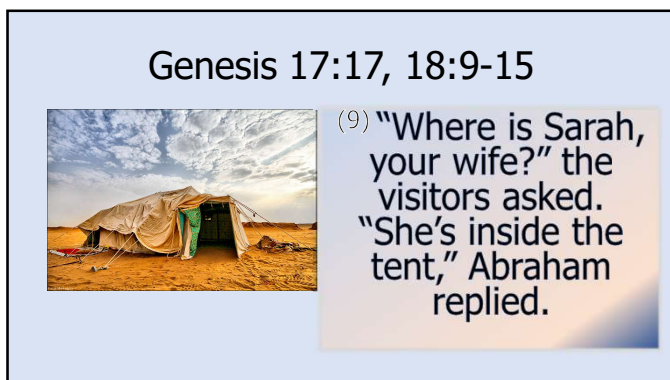 Genesis 17:17, 18:9-15
(9) “Where is Sarah,
your wife?” the
visitors asked.
“She’s inside the
tent,” Abraham
replied.